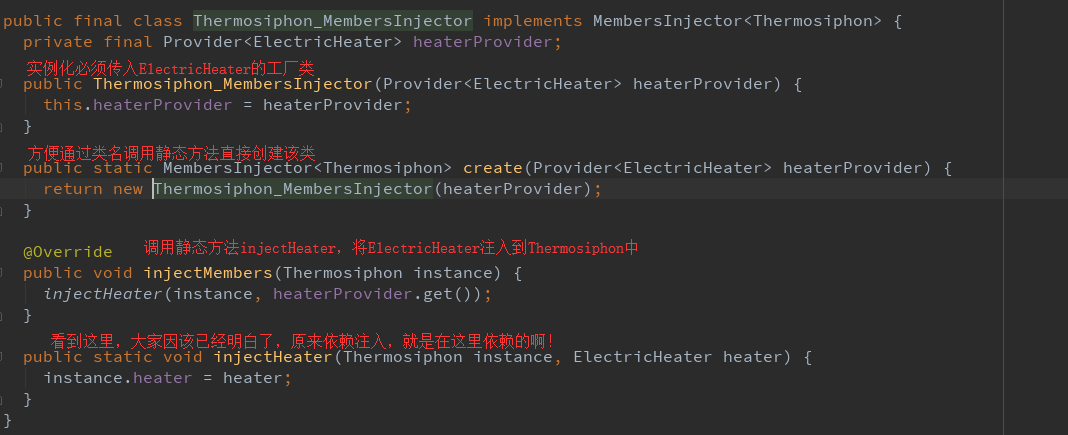 public final class Thermosiphon_MembersInjector implements MembersInjector<Thermosiphon> {
private final Provider<ElectricHeater> heaterProvider;
实例化必须传入ElectricHeater的工厂类
public Thermosiphon_MembersInjector(Provider<ElectricHeater> heaterProvider) {
this.heaterProvider = heaterProvider;
}
方便通过类名调用静态方法直接创建该类
public static MembersInjector<Thermosiphon> create(Provider<ElectricHeater> heaterProvider) {
return new Thermosiphon_MembersInjector(heaterProvider);
}
@Override 调用静态方法injectHeater，将ElectricHeater注入到Thermosiphon中
public void injectMembers(Thermosiphon instance) {
injectHeater(instance, heaterProvider.get());
}
看到这里，大家因该已经明白了，原来依赖注入，就是在这里依赖的啊！
public static void injectHeater(Thermosiphon instance, ElectricHeater heater) {
instance.heater = heater;
}
}